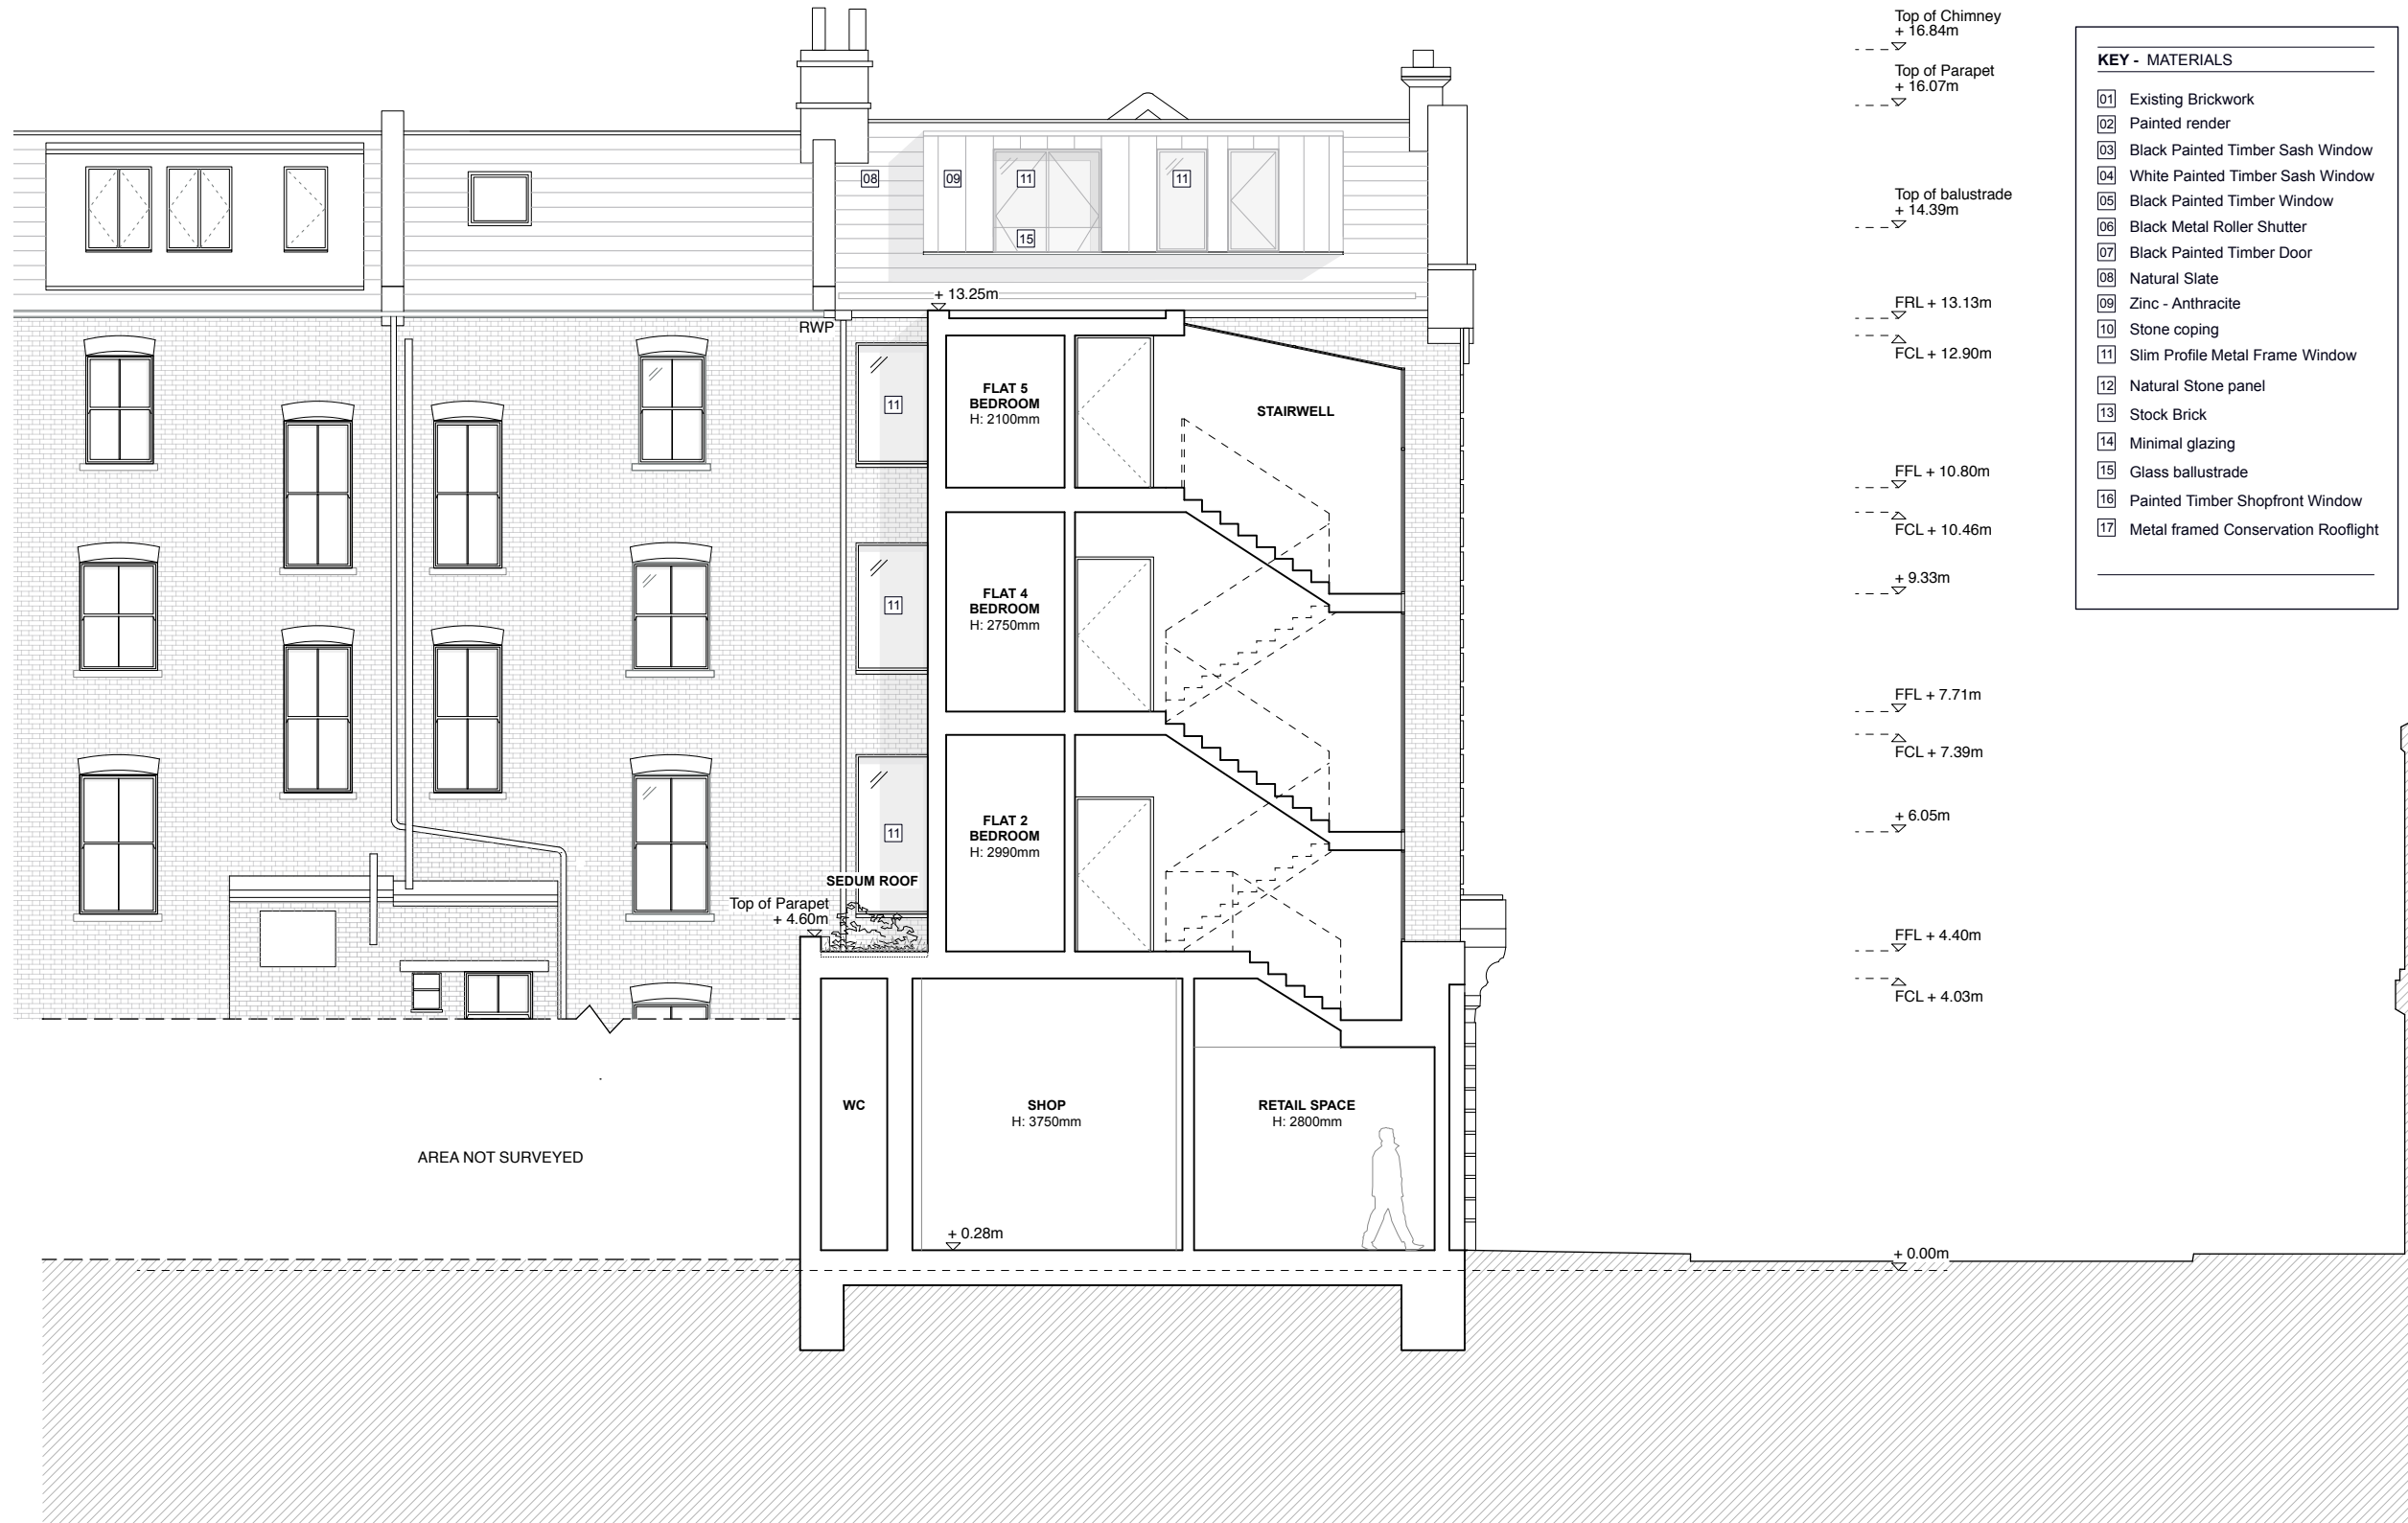 Top of Chimney
+ 16.84m
Top of Parapet
+ 16.07m
Top of balustrade
+ 14.39m
FRL + 13.13m
FCL + 12.90m
FFL + 10.80m
FCL + 10.46m
+ 9.33m
FFL + 7.71m
FCL + 7.39m
+ 6.05m
FFL + 4.40m
FCL + 4.03m
+ 0.00m
KEY - MATERIALS
01 Existing Brickwork
02 Painted render
03 Black Painted Timber Sash Window
04 White Painted Timber Sash Window
05 Black Painted Timber Window
06 Black Metal Roller Shutter
07 Black Painted Timber Door
08 Natural Slate
09 Zinc - Anthracite
10 Stone coping
11 Slim Profile Metal Frame Window
12 Natural Stone panel
13 Stock Brick
14 Minimal glazing
15 Glass ballustrade
16 Painted Timber Shopfront Window
17 Metal framed Conservation Rooflight
08
09
11
11
15
+ 13.25m
RWP
11
FLAT 5
BEDROOM
H: 2100mm
STAIRWELL
11
FLAT 4
BEDROOM
H: 2750mm
11
FLAT 2
BEDROOM
H: 2990mm
SEDUM ROOF
Top of Parapet
+ 4.60m
WC
SHOP
H: 3750mm
RETAIL SPACE
H: 2800mm
AREA NOT SURVEYED
+ 0.28m